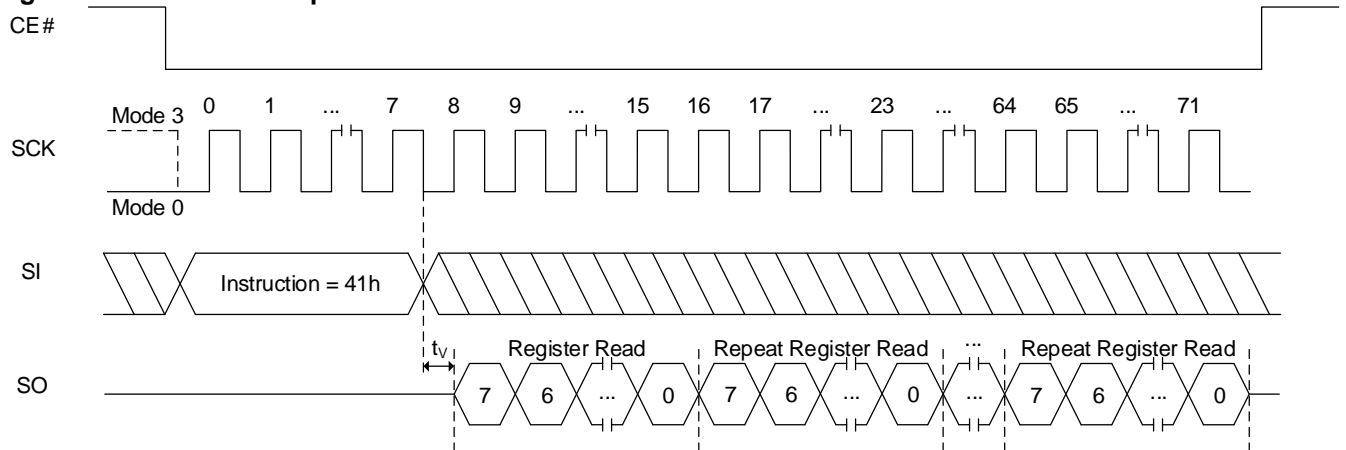 CE#
Mode 3 0 1 ... 7 8 9 ... 15 16 17 ... 23 ... 64 65 ... 71
SCK
Mode 0
SI
Instruction = 41h
tV Register Read Repeat Register Read ... Repeat Register Read
SO
7 6 ... 0 7 6 ... 0 ... 7 6 ... 0